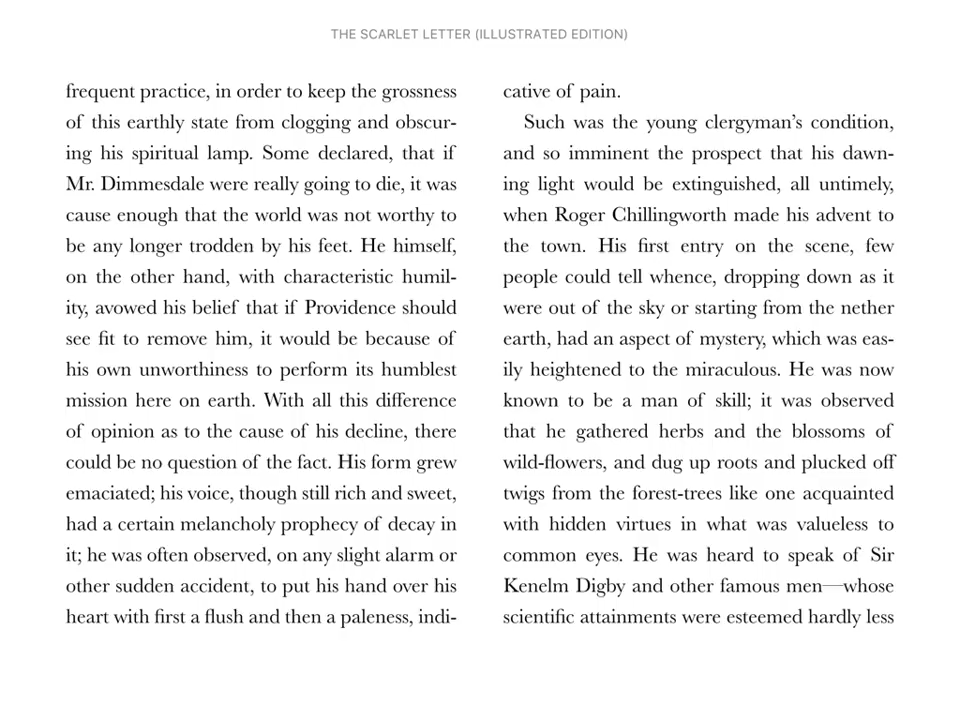 THE SCARLET LETTER (ILLUSTRATED EDITION)
frequent practice, in order to keep the grossness
of this earthly state from clogging and obscur-
ing his spiritual lamp. Some declared, that if
Mr. Dimmesdale were really going to die, it was
cause enough that the world was not worthy to
be any longer trodden by his feet. He himself,
on the other hand, with characteristic humil-
ity, avowed his belief that if Providence should
see fit to remove him, it would be because of
his own unworthiness to perform its humblest
mission here on earth. With all this difference
of opinion as to the cause of his decline, there
could be no question of the fact. His form grew
emaciated; his voice, though still rich and sweet,
had a certain melancholy prophecy of decay in
it; he was often observed, on any slight alarm or
other sudden accident, to put his hand over his
heart with first a flush and then a paleness, indi-
cative of pain.
Such was the young clergyman’s condition,
and so imminent the prospect that his dawn-
ing light would be extinguished, all untimely,
when Roger Chillingworth made his advent to
the town. His first entry on the scene, few
people could tell whence, dropping down as it
were out of the sky or starting from the nether
earth, had an aspect of mystery, which was eas-
ily heightened to the miraculous. He was now
known to be a man of skill; it was observed
that he gathered herbs and the blossoms of
wild-flowers, and dug up roots and plucked off
twigs from the forest-trees like one acquainted
with hidden virtues in what was valueless to
common eyes. He was heard to speak of Sir
Kenelm Digby and other famous men—whose
scientific attainments were esteemed hardly less